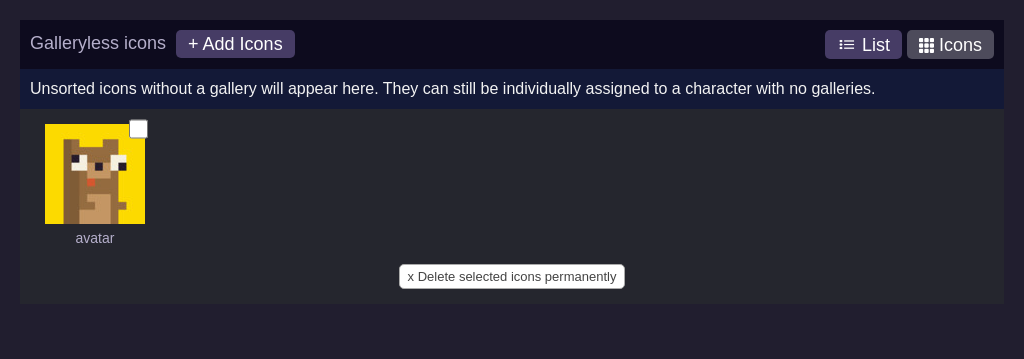 Galleryless icons + Add Icons List Icons
Unsorted icons without a gallery will appear here. They can still be individually assigned to a character with no galleries.
avatar
x Delete selected icons permanently